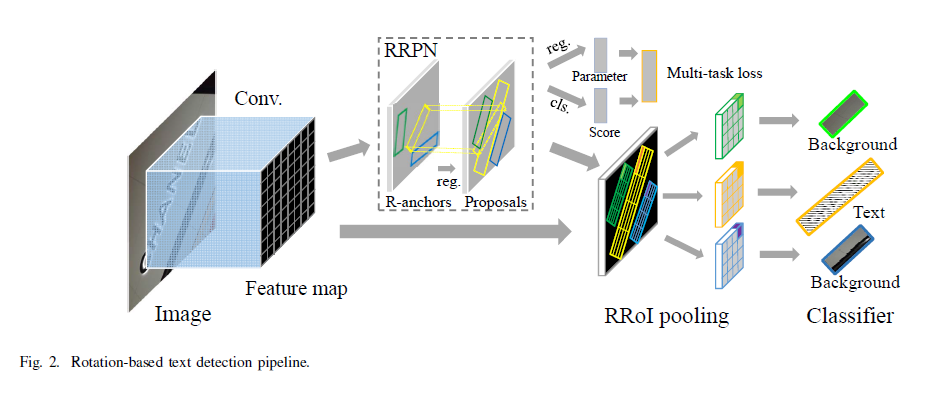 RRPN
reg.
cls.
Parameter
Score
Multi-task loss
Conv.
reg.
R-anchors
Proposals
Feature map
Image
Background
Text
Background
RRoI pooling
Classifier
Fig. 2. Rotation-based text detection pipeline.